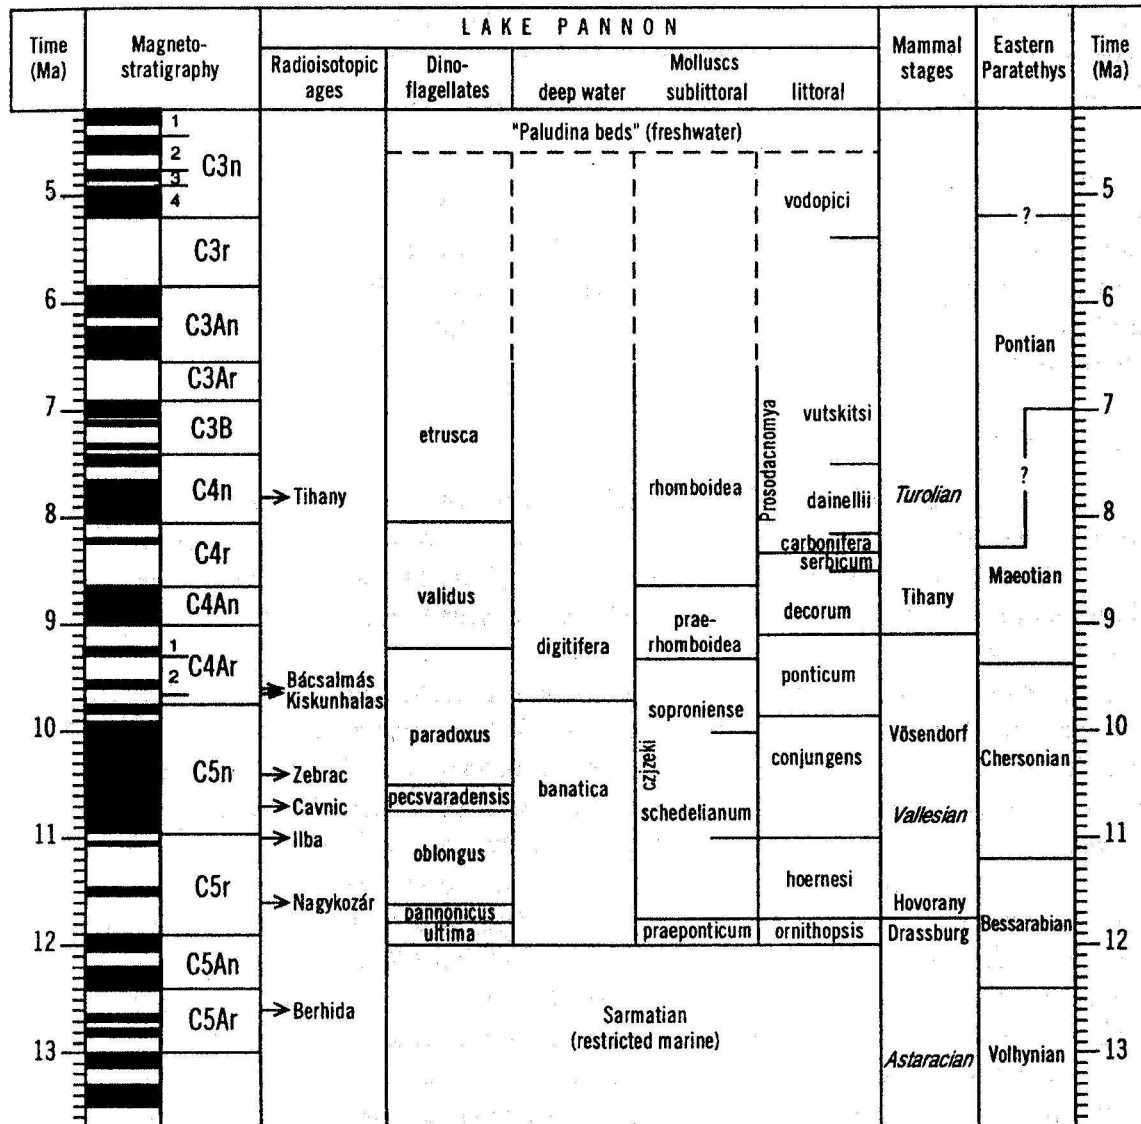 LAKE PANNON
Time
(Ma)
Magneto-
stratigraphy
Radioisotopic
ages
Dino-
flagellates
Molluscs
deep water
sublittoral
littoral
Mammal
stages
Eastern
Paratethys
Time
(Ma)
"Paludina beds" (freshwater)
5
6
7
8
9
10
11
12
13
1
2
3
4
C3n
C3r
C3An
C3Ar
C3B
C4n
C4r
C4An
1
2
C4Ar
C5n
C5r
C5An
C5Ar
Tihany
Bácsalmás
Kiskunhalas
Zebrac
Cavnic
Ilba
Nagykozár
Berhida
etrusca
validus
paradoxus
pecsvaradensis
oblongus
pannonicus
ultima
digitifera
banatica
rhomboidea
prae-
rhomboidea
soproniense
czjzeki
schedelianum
praeponticum
vodopici
Prosodacnomya
vutskitsi
dainellii
carbonifera
serbicum
decorum
ponticum
conjungens
hoernesi
ornithopsis
Sarmatian
(restricted marine)
Turolian
Tihany
Vösendorf
Vallesian
Hovorany
Drassburg
Astaracian
?
Pontian
?
Maeotian
Chersonian
Bessarabian
Volhynian
5
6
7
8
9
10
11
12
13